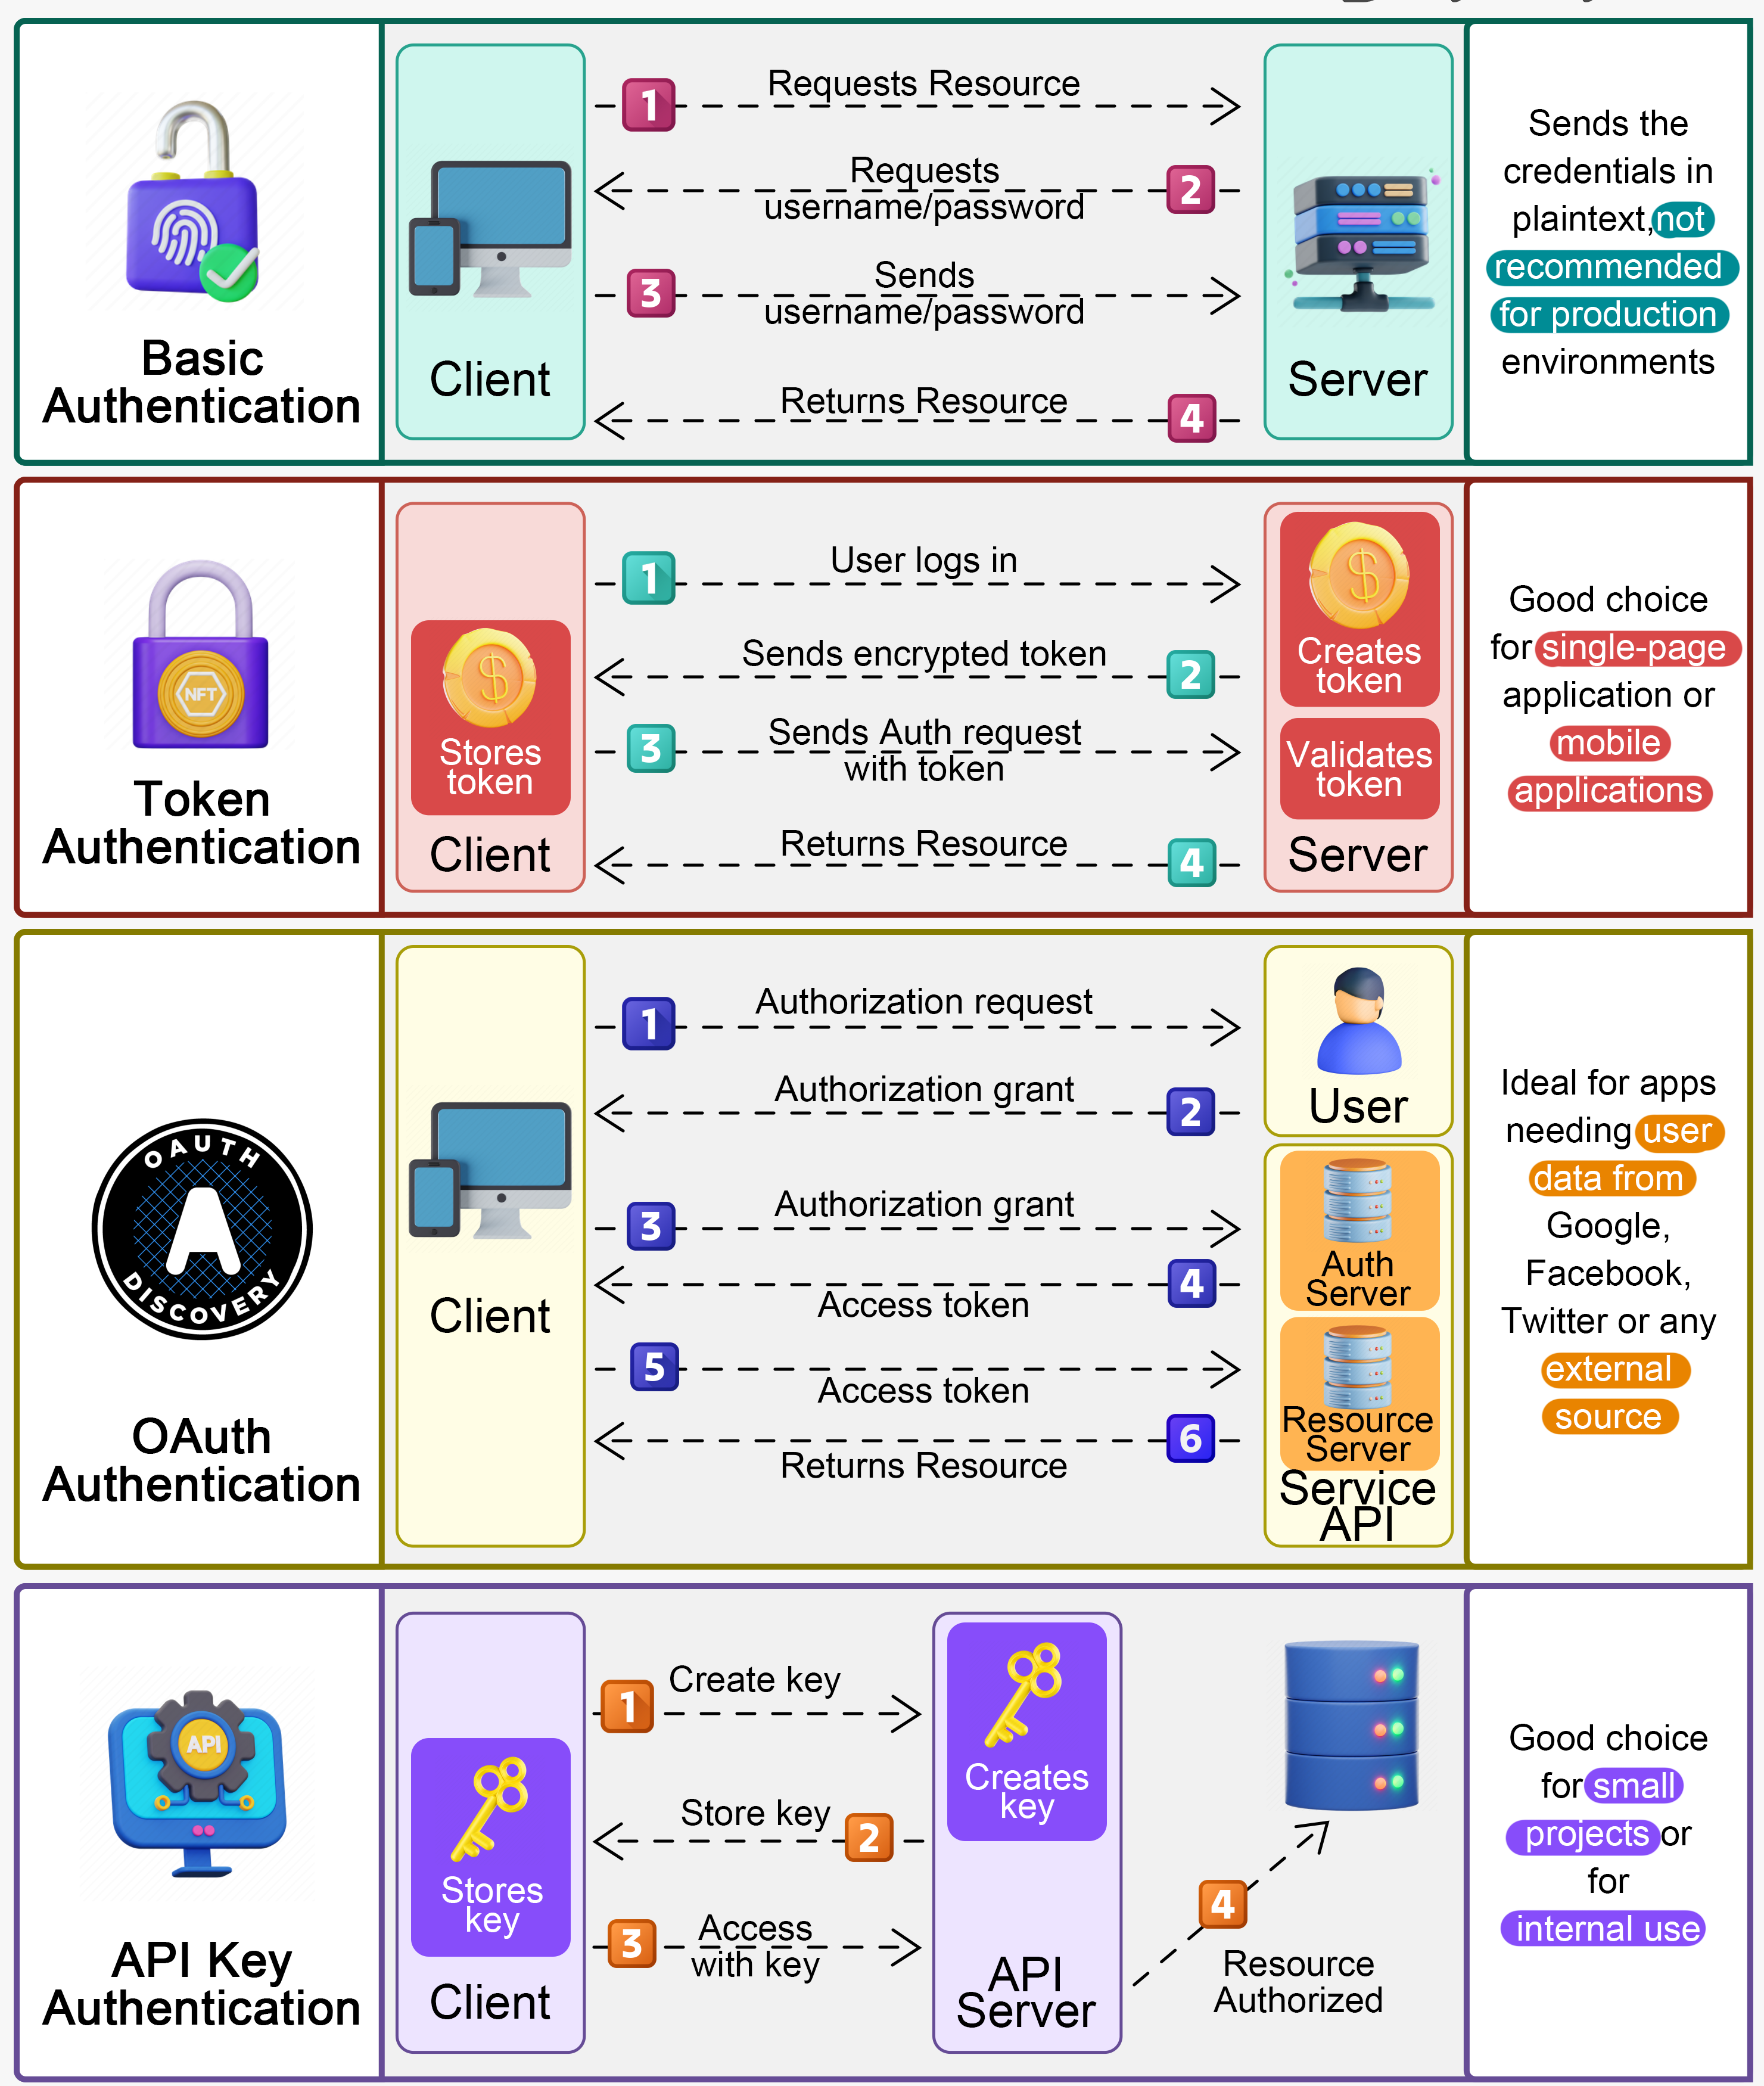 1
Requests Resource
Requests
2
username/password
Sends
3
username/password
Returns Resource
4
Client
Server
Basic
Authentication
Sends the
credentials in
plaintext,not
recommended
for production
environments
1
User logs in
Sends encrypted token
2
Sends Auth request
3
with token
Returns Resource
4
Stores
token
Client
Creates
token
Validates
token
Server
NFT
Token
Authentication
Good choice
for single-page
application or
mobile
applications
1
Authorization request
Authorization grant
2
Authorization grant
3
4
Access token
5
Access token
6
Returns Resource
Client
User
Auth
Server
Resource
Server
Service
API
OAUTH
A
DISCOVERY
OAuth
Authentication
Ideal for apps
needing user
data from
Google,
Facebook,
Twitter or any
external
source
1
Create key
Store key
2
Access
3
with key
4
Resource
Authorized
Stores
key
Client
Creates
key
API
Server
API
API Key
Authentication
Good choice
for small
projects or
for
internal use